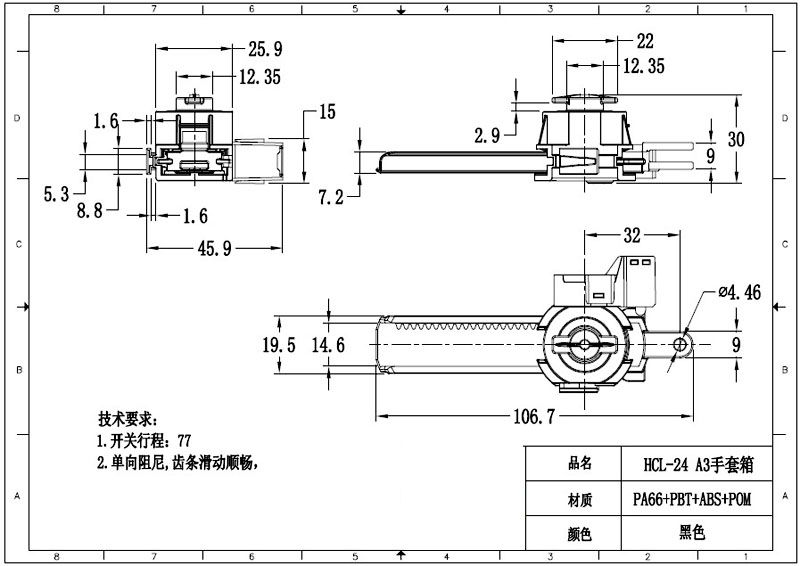 8 7 6 5 4 3 2 1
D
C
B
A
D
C
B
A
25.9
12.35
1.6
15
5.3
8.8
1.6
45.9
22
12.35
2.9
30
9
7.2
32
⌀4.46
19.5
14.6
9
106.7
技术要求:
1.开关行程: 77
2.单向阻尼,齿条滑动顺畅,
品名 HCL-24 A3手套箱
材质 PA66+PBT+ABS+POM
颜色 黑色
8 7 6 5 4 3 2 1